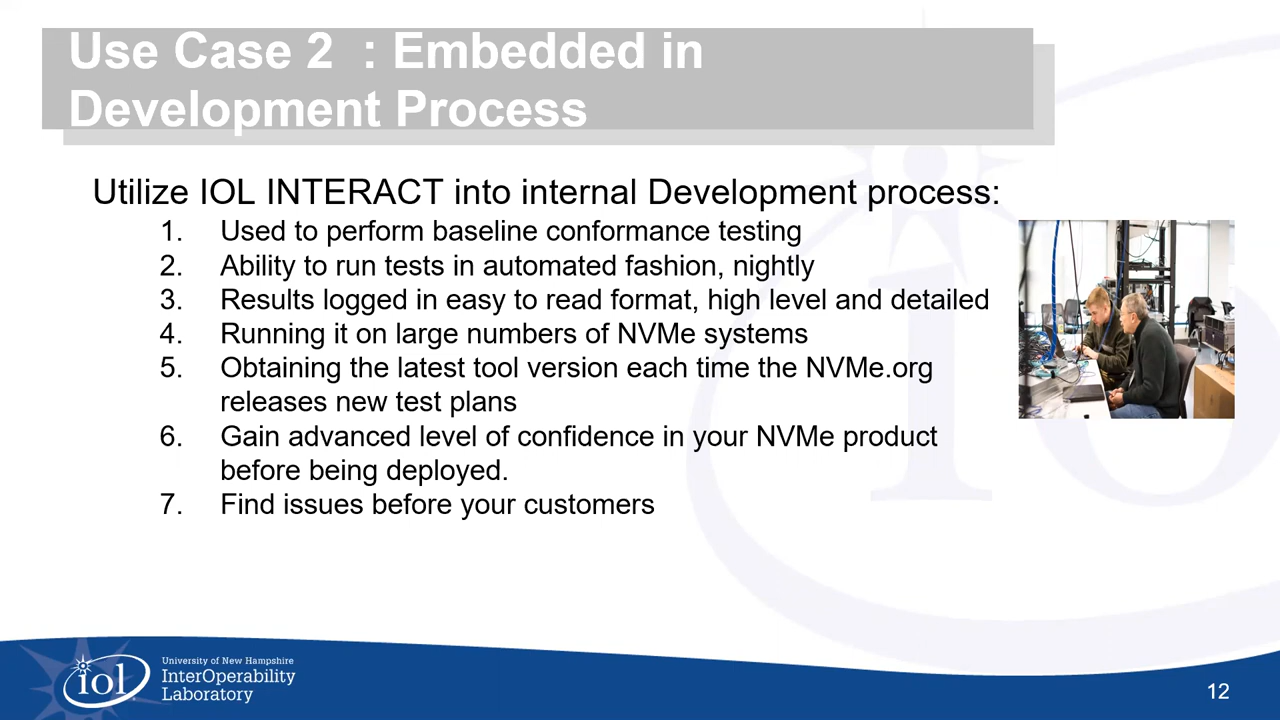 Use Case 2  : Embedded in
Development Process
Utilize IOL INTERACT into internal Development process:
1. Used to perform baseline conformance testing
2. Ability to run tests in automated fashion, nightly
3. Results logged in easy to read format, high level and detailed
4. Running it on large numbers of NVMe systems
5. Obtaining the latest tool version each time the NVMe.org
releases new test plans
6. Gain advanced level of confidence in your NVMe product
before being deployed.
7. Find issues before your customers
iol
University of New Hampshire
InterOperability
Laboratory
12